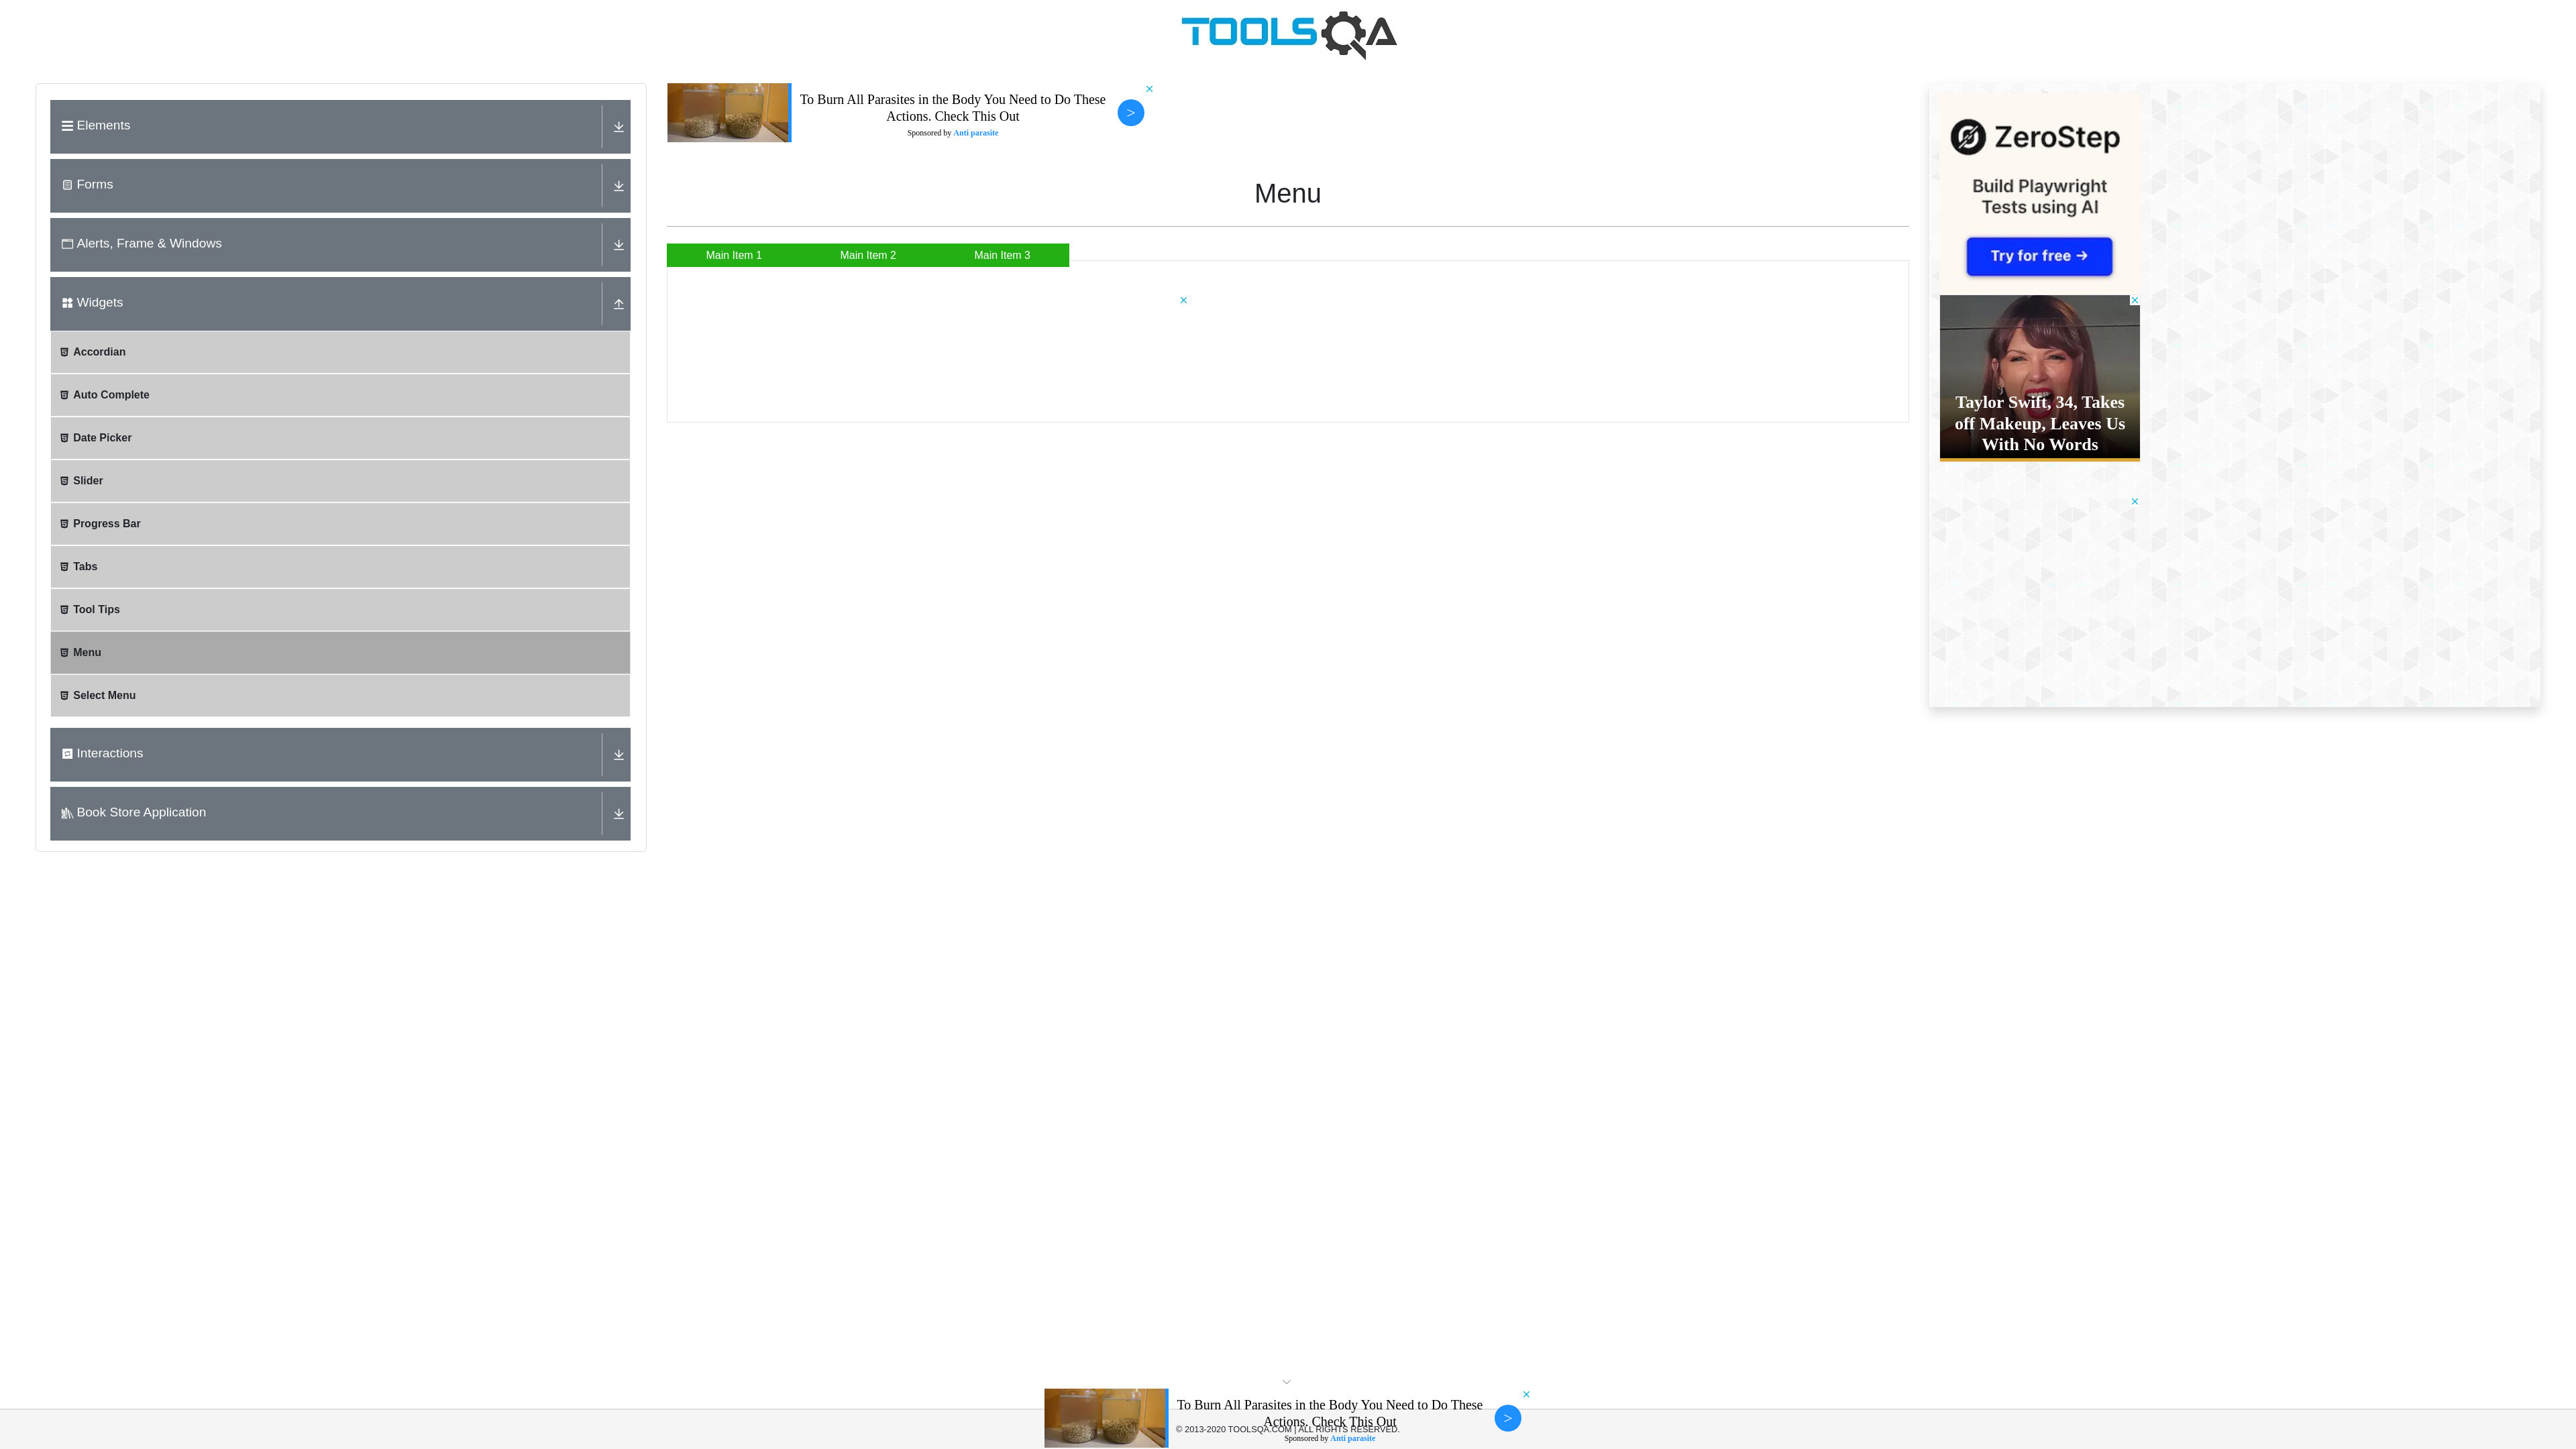 TOOLSQA
Elements
Forms
Alerts, Frame & Windows
Widgets
Accordian
Auto Complete
Date Picker
Slider
Progress Bar
Tabs
Tool Tips
Menu
Select Menu
Interactions
Book Store Application
To Burn All Parasites in the Body You Need to Do These
Actions. Check This Out
Sponsored by Anti parasite
>
Menu
Main Item 1
Main Item 2
Main Item 3
ZeroStep
Build Playwright
Tests using AI
Try for free →
Taylor Swift, 34, Takes
off Makeup, Leaves Us
With No Words
To Burn All Parasites in the Body You Need to Do These
Actions. Check This Out
© 2013-2020 TOOLSQA.COM | ALL RIGHTS RESERVED.
Sponsored by Anti parasite
>